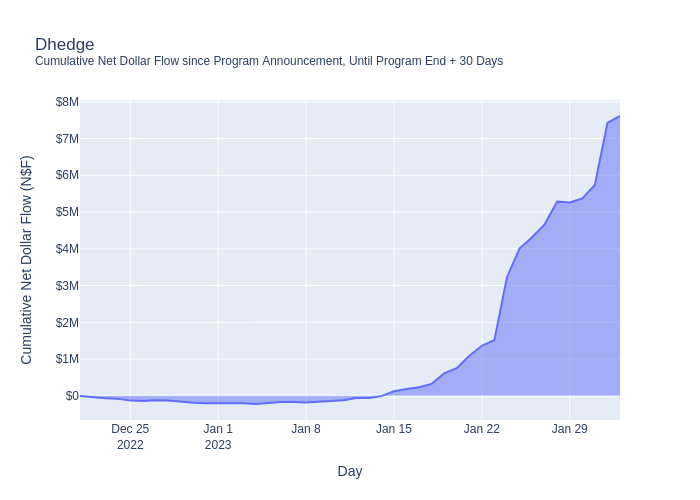 Dhedge
Cumulative Net Dollar Flow since Program Announcement, Until Program End + 30 Days
Cumulative Net Dollar Flow (N$F)
$8M
$7M
$6M
$5M
$4M
$3M
$2M
$1M
$0
Dec 25 Jan 1 Jan 8 Jan 15 Jan 22 Jan 29
2022 2023
Day